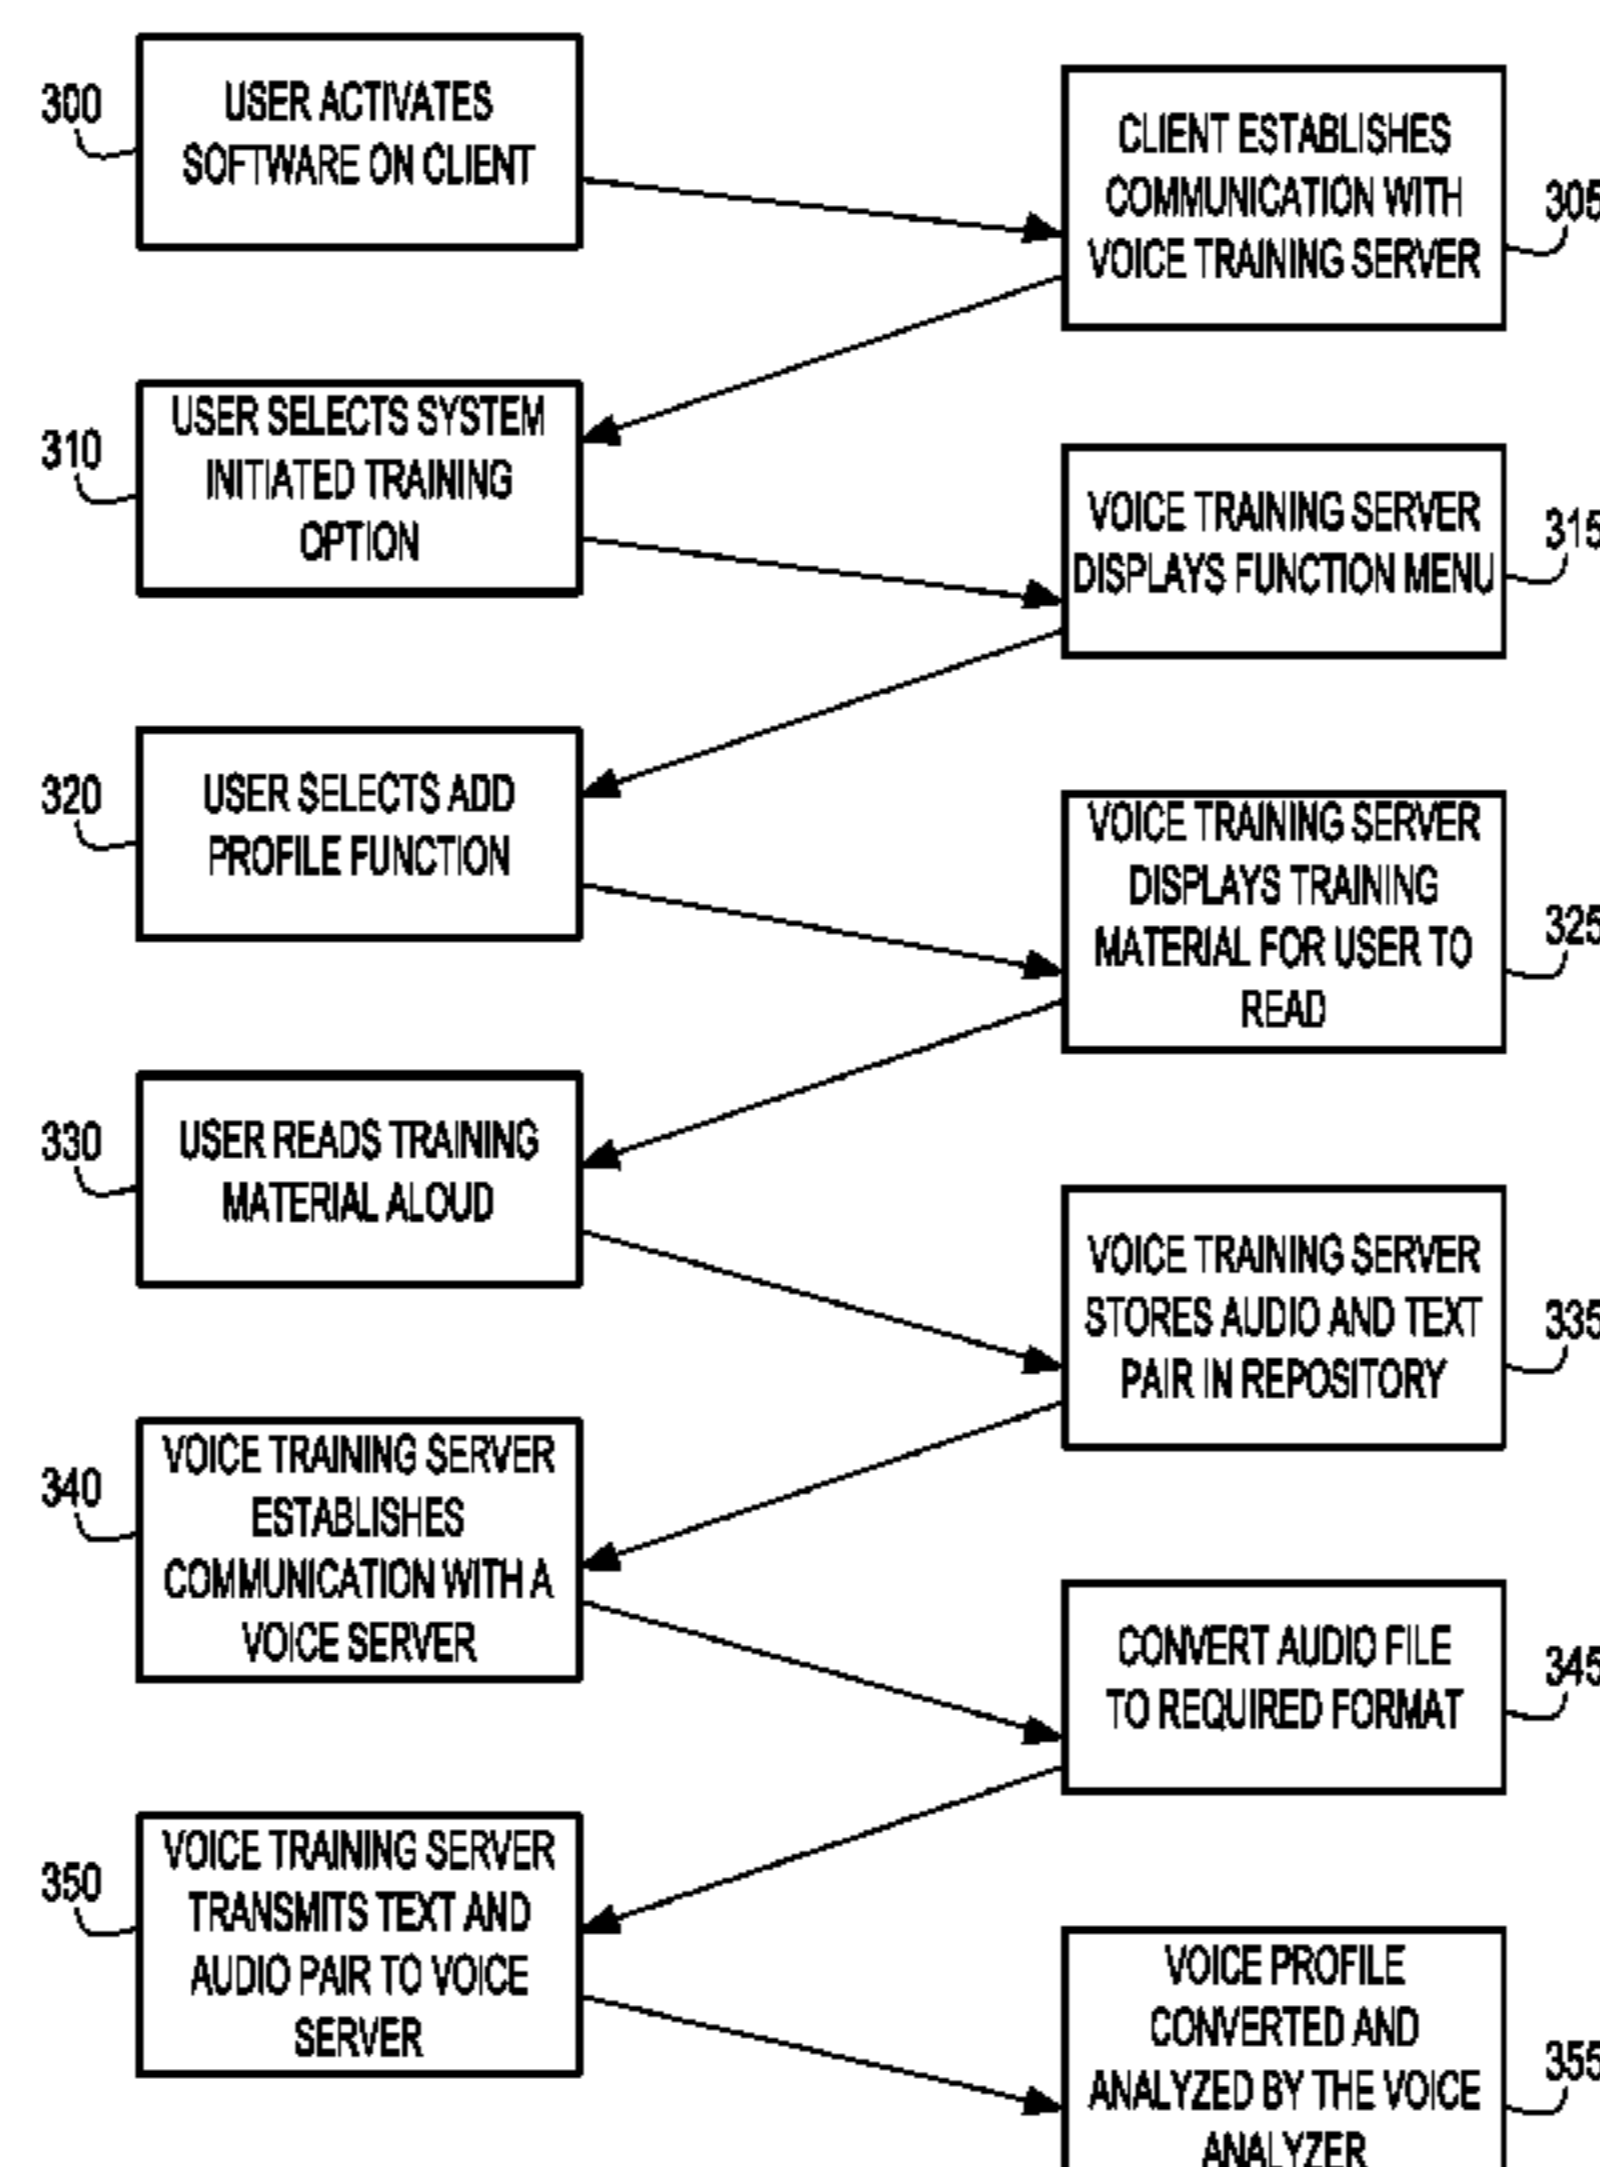 300
USER ACTIVATES
SOFTWARE ON CLIENT
CLIENT ESTABLISHES
COMMUNICATION WITH
VOICE TRAINING SERVER
305
310
USER SELECTS SYSTEM
INITIATED TRAINING
OPTION
VOICE TRAINING SERVER
DISPLAYS FUNCTION MENU
315
320
USER SELECTS ADD
PROFILE FUNCTION
VOICE TRAINING SERVER
DISPLAYS TRAINING
MATERIAL FOR USER TO
READ
325
330
USER READS TRAINING
MATERIAL ALOUD
VOICE TRAINING SERVER
STORES AUDIO AND TEXT
PAIR IN REPOSITORY
335
340
VOICE TRAINING SERVER
ESTABLISHES
COMMUNICATION WITH A
VOICE SERVER
CONVERT AUDIO FILE
TO REQUIRED FORMAT
345
350
VOICE TRAINING SERVER
TRANSMITS TEXT AND
AUDIO PAIR TO VOICE
SERVER
VOICE PROFILE
CONVERTED AND
ANALYZED BY THE VOICE
ANALYZER
355